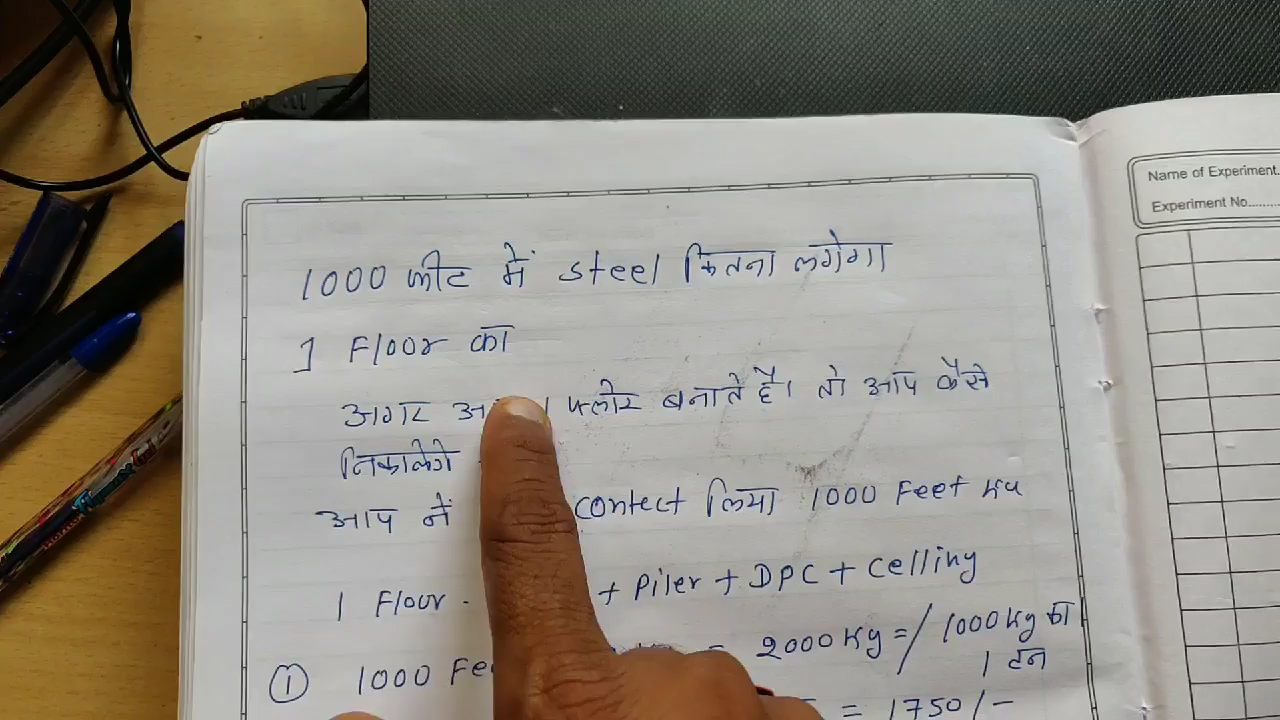 1000 फीट में steel कितना लगेगा
1 Floor का
अगर 1 फ्लोर बनाते है। तो आप कैसे
निकालेगे
आप नें contect लिया 1000 Feet
1 Floor + Piler + DPC + celling
① 1000 = 2000 Kg =/ 1000 Kg का
1 टन
= 1750/-
Name of Experiment.
Experiment No.........